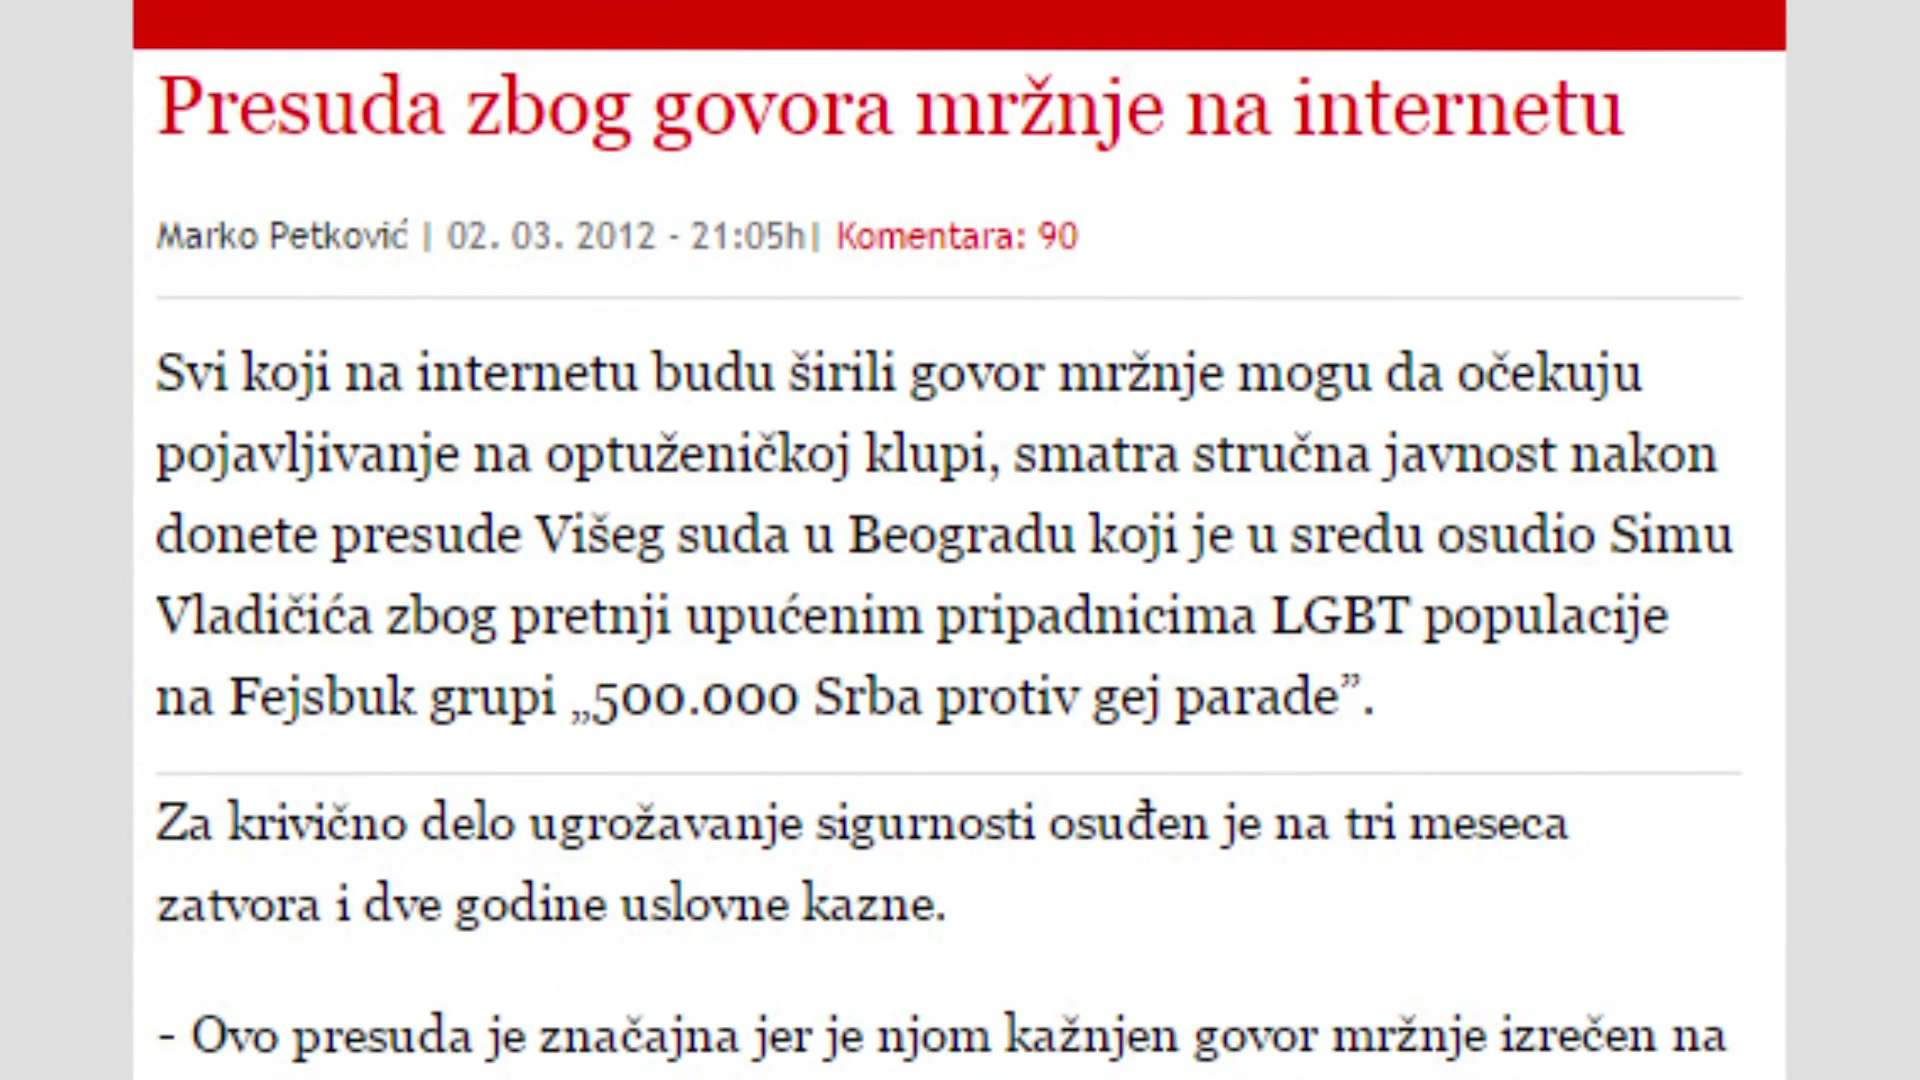 Presuda zbog govora mržnje na internetu
Marko Petković | 02. 03. 2012 - 21:05h| Komentara: 90
Svi koji na internetu budu širili govor mržnje mogu da očekuju
pojavljivanje na optuženičkoj klupi, smatra stručna javnost nakon
donete presude Višeg suda u Beogradu koji je u sredu osudio Simu
Vladičića zbog pretnji upućenim pripadnicima LGBT populacije
na Fejsbuk grupi „500.000 Srba protiv gej parade”.
Za krivično delo ugrožavanje sigurnosti osuđen je na tri meseca
zatvora i dve godine uslovne kazne.
- Ovo presuda je značajna jer je njom kažnjen govor mržnje izrečen na